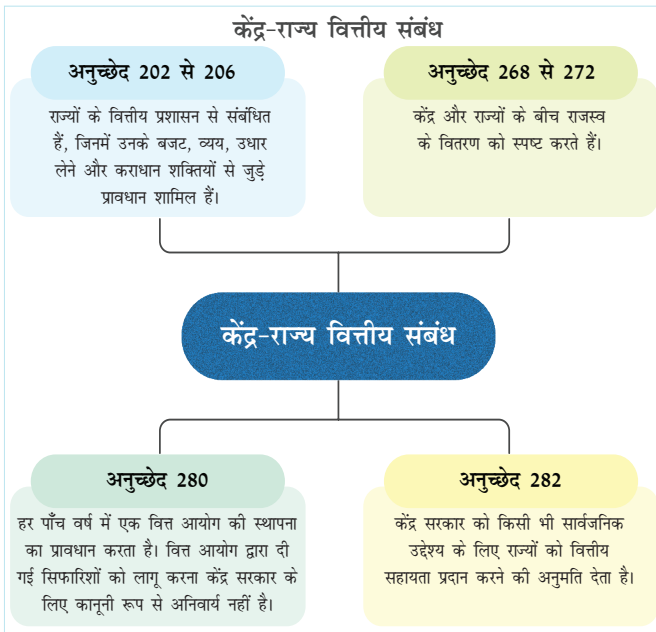 केंद्र-राज्य वित्तीय संबंध
अनुच्छेद 202 से 206
राज्यों के वित्तीय प्रशासन से संबंधित
हैं, जिनमें उनके बजट, व्यय, उधार
लेने और कराधान शक्तियों से जुड़े
प्रावधान शामिल हैं।
अनुच्छेद 268 से 272
केंद्र और राज्यों के बीच राजस्व
के वितरण को स्पष्ट करते हैं।
केंद्र-राज्य वित्तीय संबंध
अनुच्छेद 280
हर पाँच वर्ष में एक वित्त आयोग की स्थापना
का प्रावधान करता है। वित्त आयोग द्वारा दी
गई सिफारिशों को लागू करना केंद्र सरकार के
लिए कानूनी रूप से अनिवार्य नहीं है।
अनुच्छेद 282
केंद्र सरकार को किसी भी सार्वजनिक
उद्देश्य के लिए राज्यों को वित्तीय
सहायता प्रदान करने की अनुमति देता है।